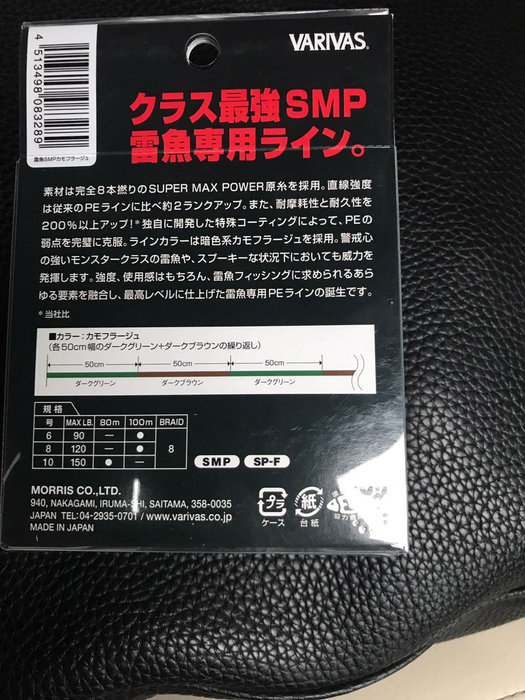 4 513498 083289
雷魚SMPカモフラージュ
VARIVAS®
クラス最強SMP
雷魚専用ライン。
素材は完全8本撚りのSUPER MAX POWER原糸を採用。直線強度
は従来のPEラインに比べ約2ランクアップ。また、耐摩耗性と耐久性を
200％以上アップ!*独自に開発した特殊コーティングによって、PEの
弱点を完璧に克服。ラインカラーは暗色系カモフラージュを採用。警戒心
の強いモンスタークラスの雷魚や、スプーキーな状況下においても威力を
発揮します。強度、使用感はもちろん、雷魚フィッシングに求められるあら
ゆる要素を融合し、最高レベルに仕上げた雷魚専用PEラインの誕生です。
*当社比
■カラー：カモフラージュ
（各50cm幅のダークグリーン+ダークブラウンの繰り返し）
50cm 50cm 50cm
ダークグリーン ダークブラウン ダークグリーン
規格
号 MAX LB. 80m 100m BRAID
6 90 — ●
8 120 — ● 8
10 150 ● —
SMP SP-F
MORRIS CO.,LTD.
940, NAKAGAMI, IRUMA-SHI, SAITAMA, 358-0035
JAPAN TEL:04-2935-0701 / www.varivas.co.jp
MADE IN JAPAN
プラ 紙
ケース 台紙